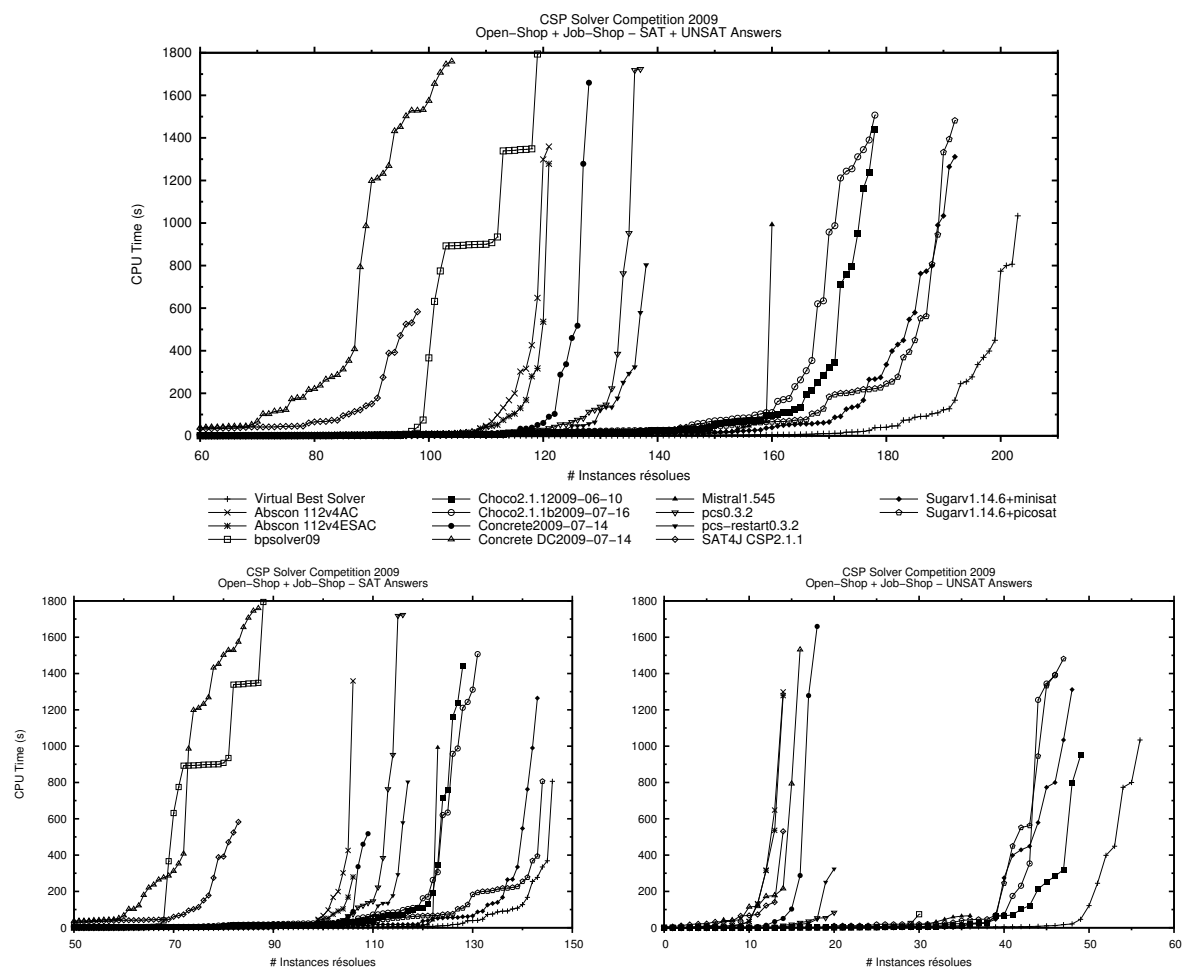 CSP Solver Competition 2009
Open-Shop + Job-Shop - SAT + UNSAT Answers
1800
1600
1400
1200
1000
800
600
400
200
0
CPU Time (s)
60 80 100 120 140 160 180 200
# Instances résolues
Virtual Best Solver
Abscon 112v4AC
Abscon 112v4ESAC
bpsolver09
Choco2.1.12009-06-10
Choco2.1.1b2009-07-16
Concrete2009-07-14
Concrete DC2009-07-14
Mistral1.545
pcs0.3.2
pcs-restart0.3.2
SAT4J CSP2.1.1
Sugarv1.14.6+minisat
Sugarv1.14.6+picosat
CSP Solver Competition 2009
Open-Shop + Job-Shop - SAT Answers
1800
1600
1400
1200
1000
800
600
400
200
0
CPU Time (s)
50 70 90 110 130 150
# Instances résolues
CSP Solver Competition 2009
Open-Shop + Job-Shop - UNSAT Answers
1800
1600
1400
1200
1000
800
600
400
200
0
0 10 20 30 40 50 60
# Instances résolues